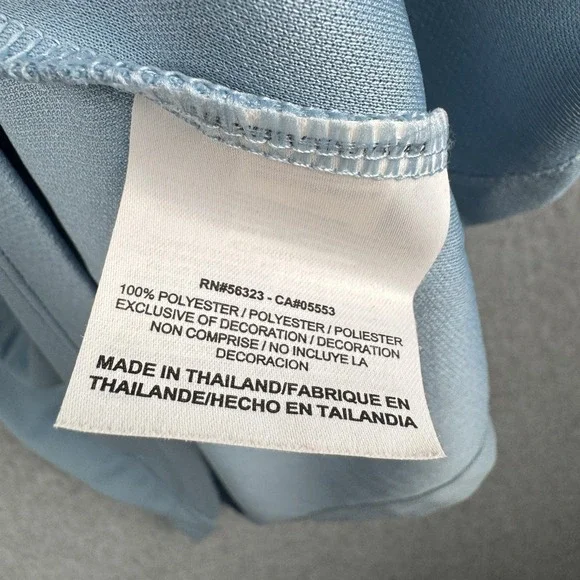 RN#56323 - CA#05553
100% POLYESTER / POLYESTER / POLIESTER
EXCLUSIVE OF DECORATION / DECORATION
NON COMPRISE / NO INCLUYE LA
DECORACION
MADE IN THAILAND/FABRIQUE EN
THAILANDE/HECHO EN TAILANDIA